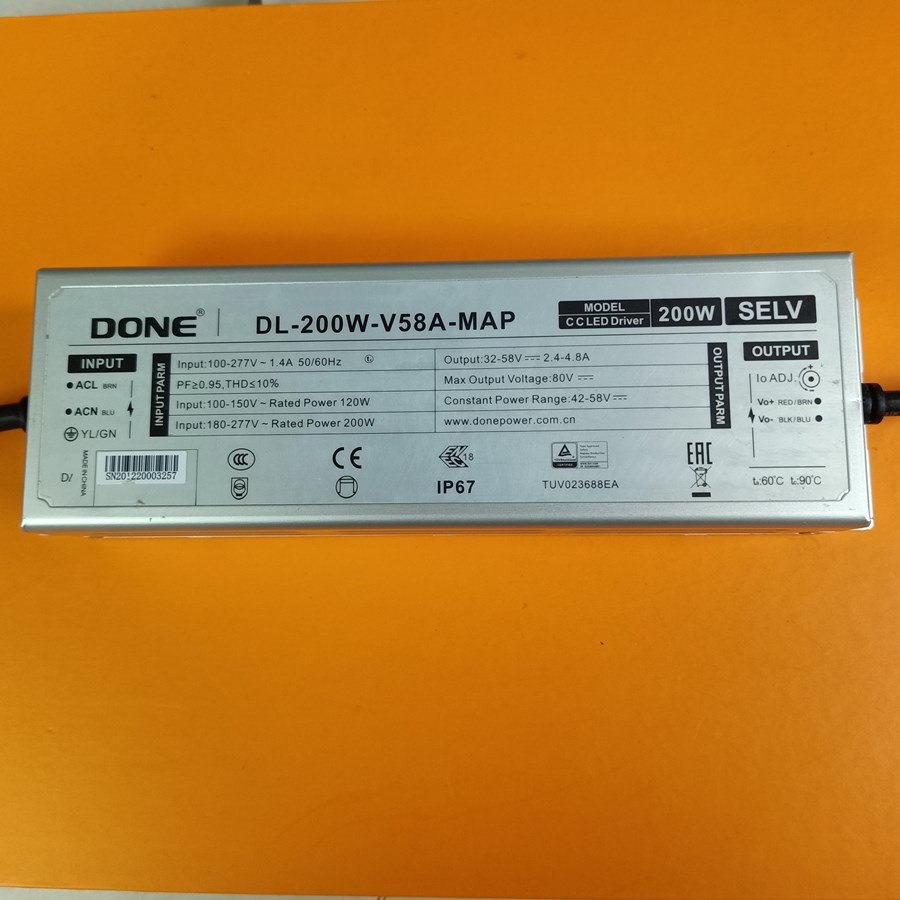 DONE® DL-200W-V58A-MAP MODEL CC LED Driver 200W SELV
INPUT
ACL BRN
ACN BLU
YL/GN
INPUT PARM
Input:100-277V~1.4A 50/60Hz
PF≥0.95,THD≤10%
Input:100-150V~Rated Power 120W
Input:180-277V~Rated Power 200W
Output:32-58V⎓2.4-4.8A
Max Output Voltage:80V⎓
Constant Power Range:42-58V⎓
www.donepower.com.cn
OUTPUT PARM
OUTPUT
Io ADJ.
Vo+ RED/BRN
Vo- BLK/BLU
D/
MADE IN CHINA
SN201220003257
CCC
CE
18
IP67
TUV023688EA
EAC
ta:60℃ tc:90℃